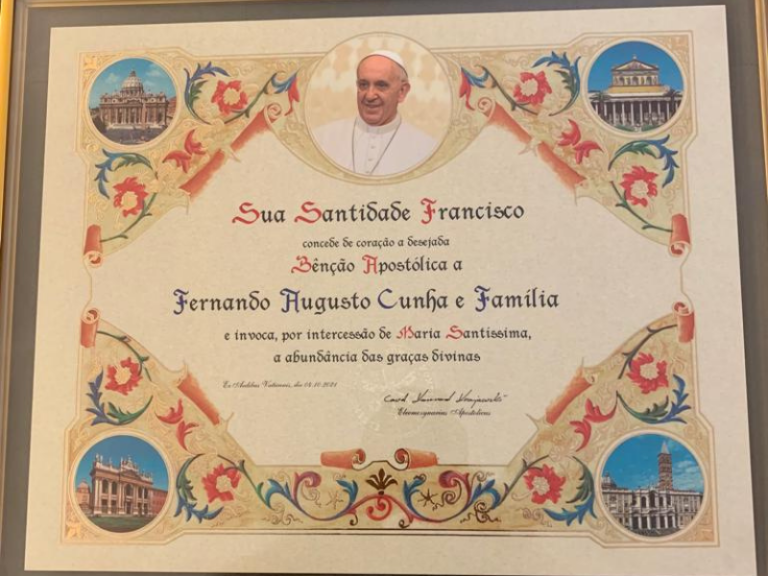 Sua Santidade Francisco
concede de coração a desejada
Bênção Apostólica a
Fernando Augusto Cunha e Família
e invoca, por intercessão de Maria Santissima,
a abundância das graças divinas
Ex Aedibus Vaticanis, die